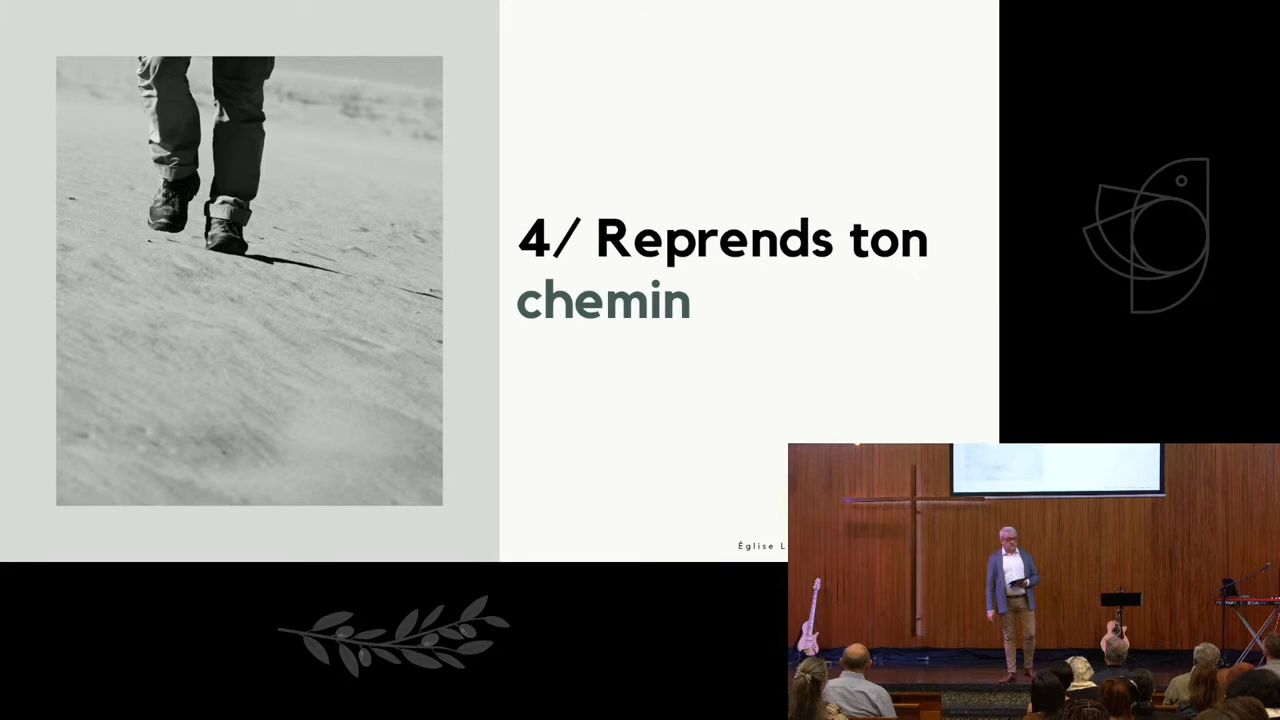 4/ Reprends ton
chemin
Église L